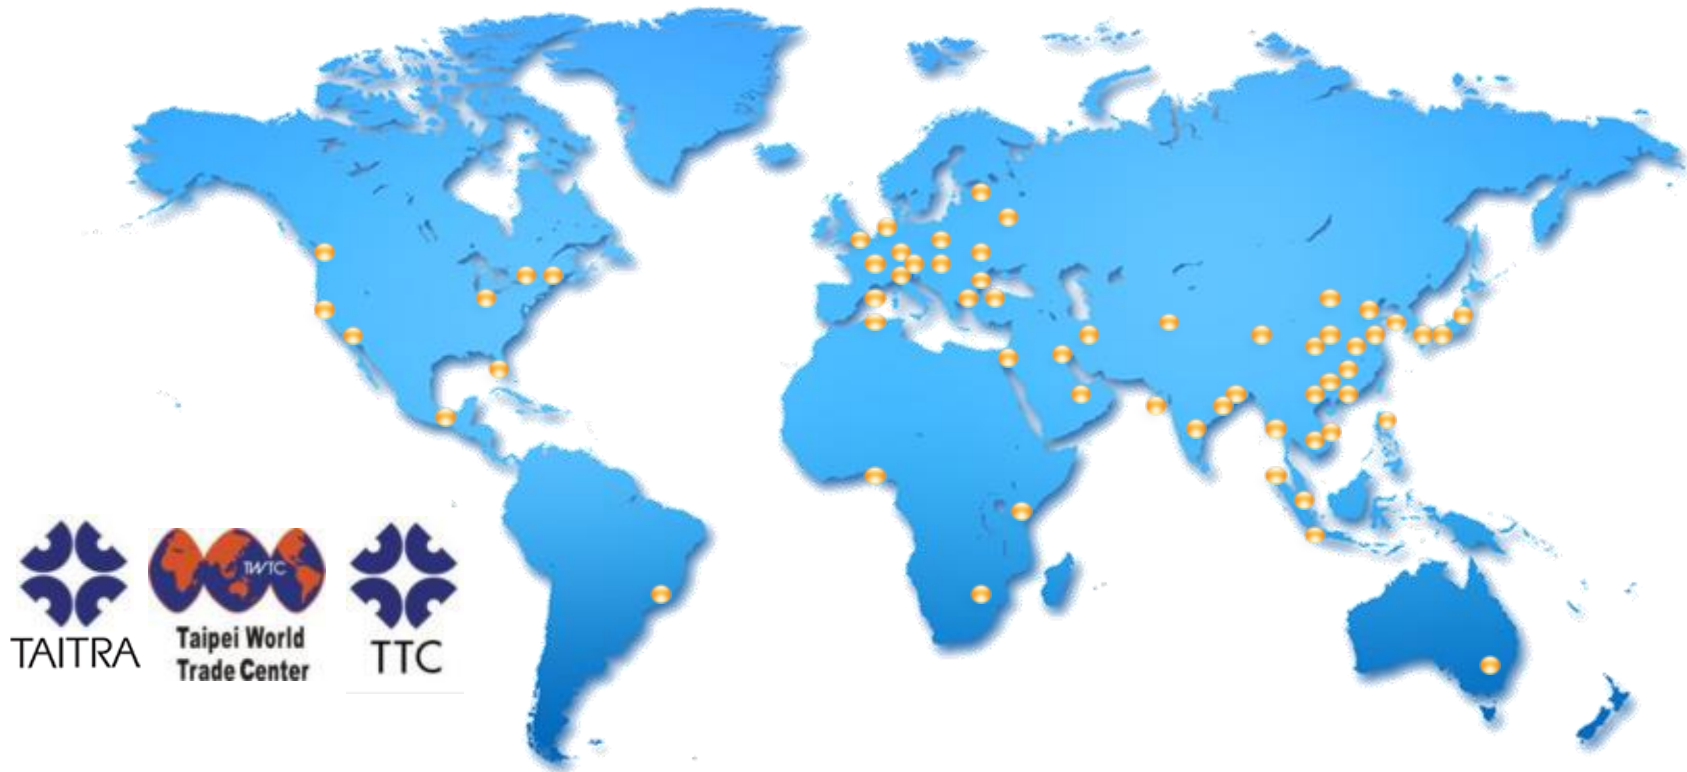 TAITRA
TWTC
Taipei World
Trade Center
TTC